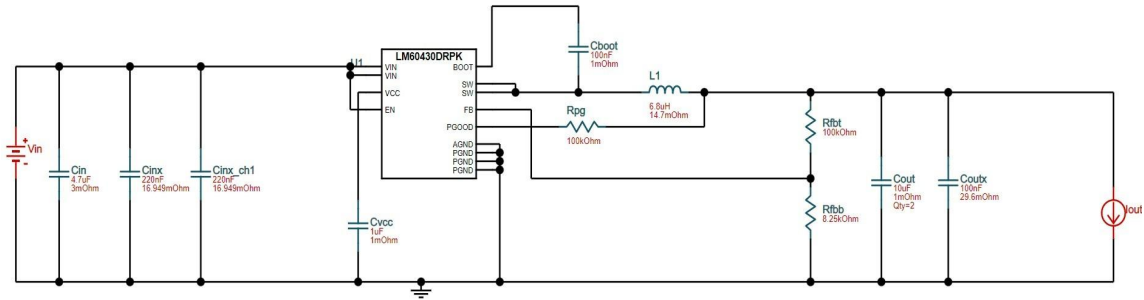 LM60430DRPK
U1
VIN
VIN
VCC
EN
BOOT
SW
SW
FB
PGOOD
AGND
PGND
PGND
PGND
Cboot
100nF
1mOhm
L1
6.8uH
14.7mOhm
Rpg
100kOhm
Rfbt
100kOhm
Vin
Cin
4.7uF
3mOhm
Cinx
220nF
16.949mOhm
Cinx_ch1
220nF
16.949mOhm
Cvcc
1uF
1mOhm
Rfbb
8.25kOhm
Cout
10uF
1mOhm
Qty=2
Coutx
100nF
29.6mOhm
Iout